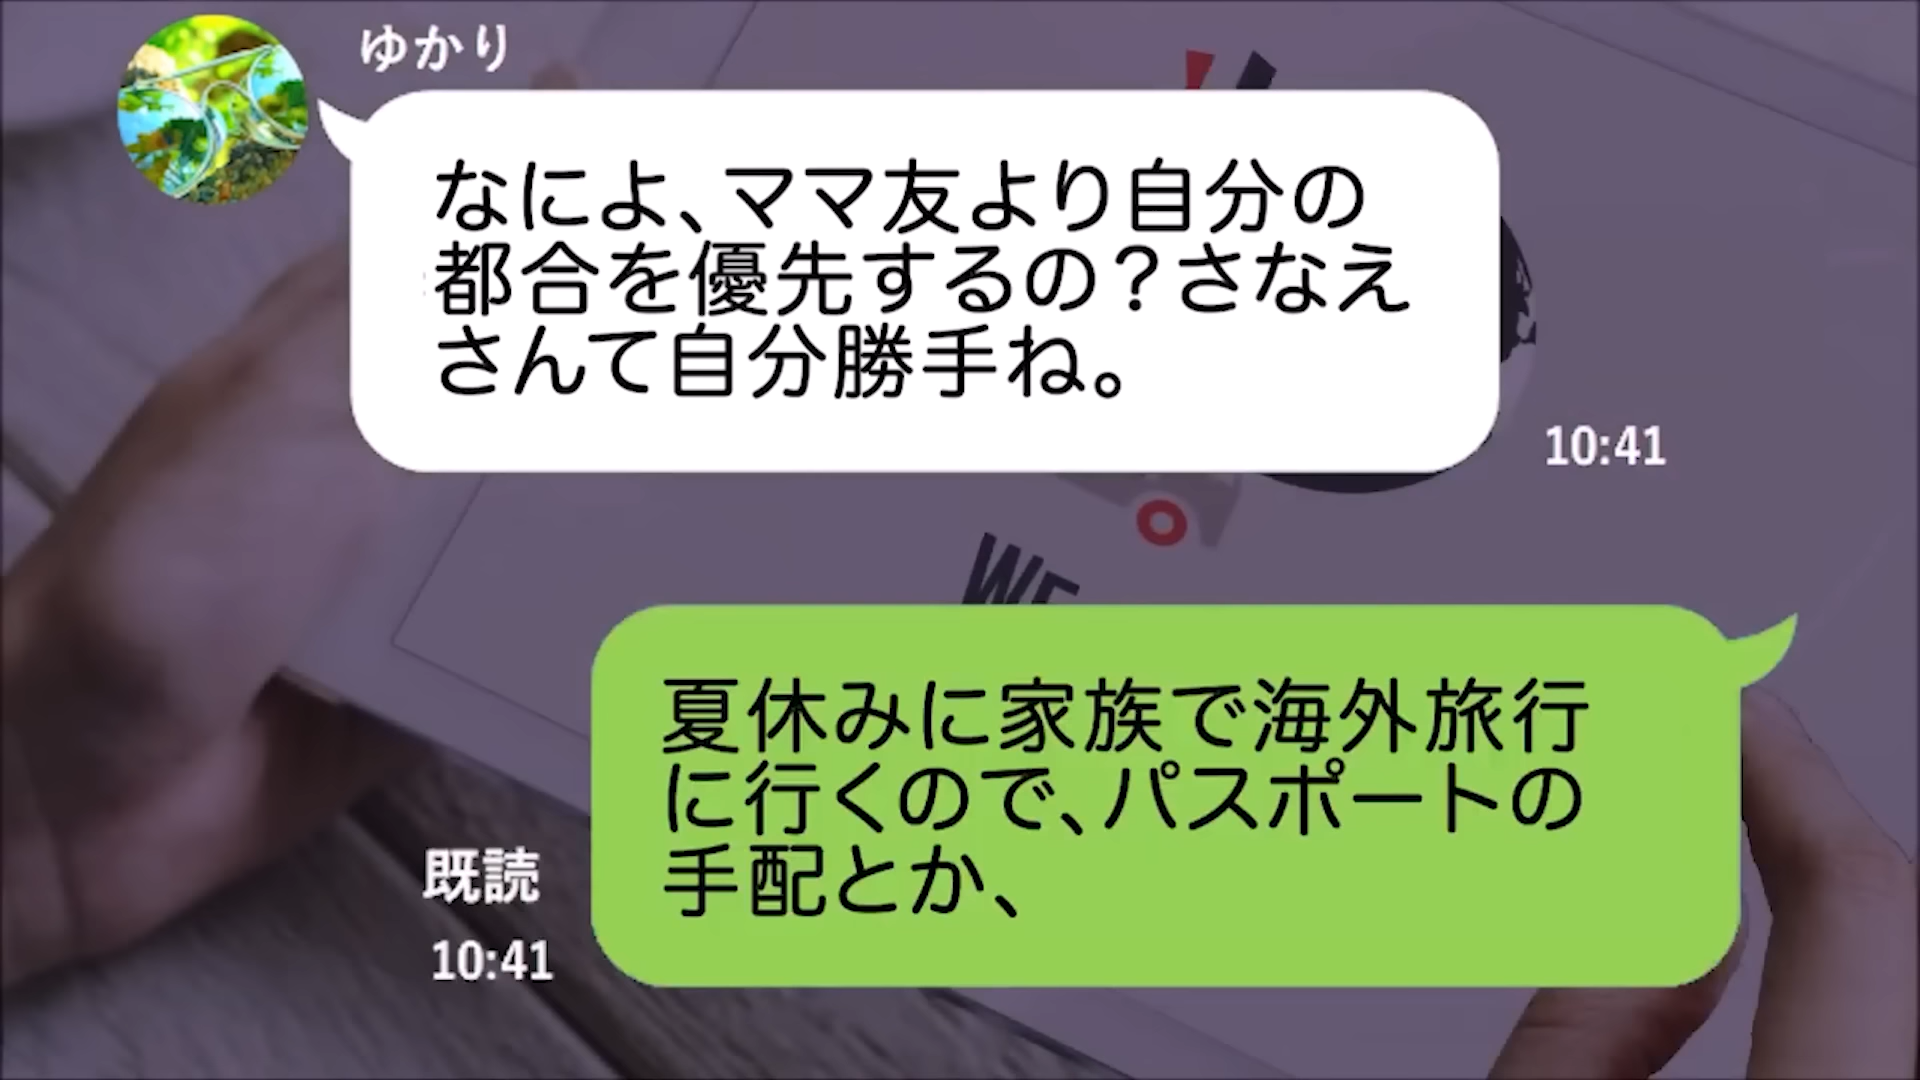 ゆかり
なによ、ママ友より自分の
都合を優先するの？さなえ
さんて自分勝手ね。
10:41
WE
夏休みに家族で海外旅行
に行くので、パスポートの
手配とか、
既読
10:41